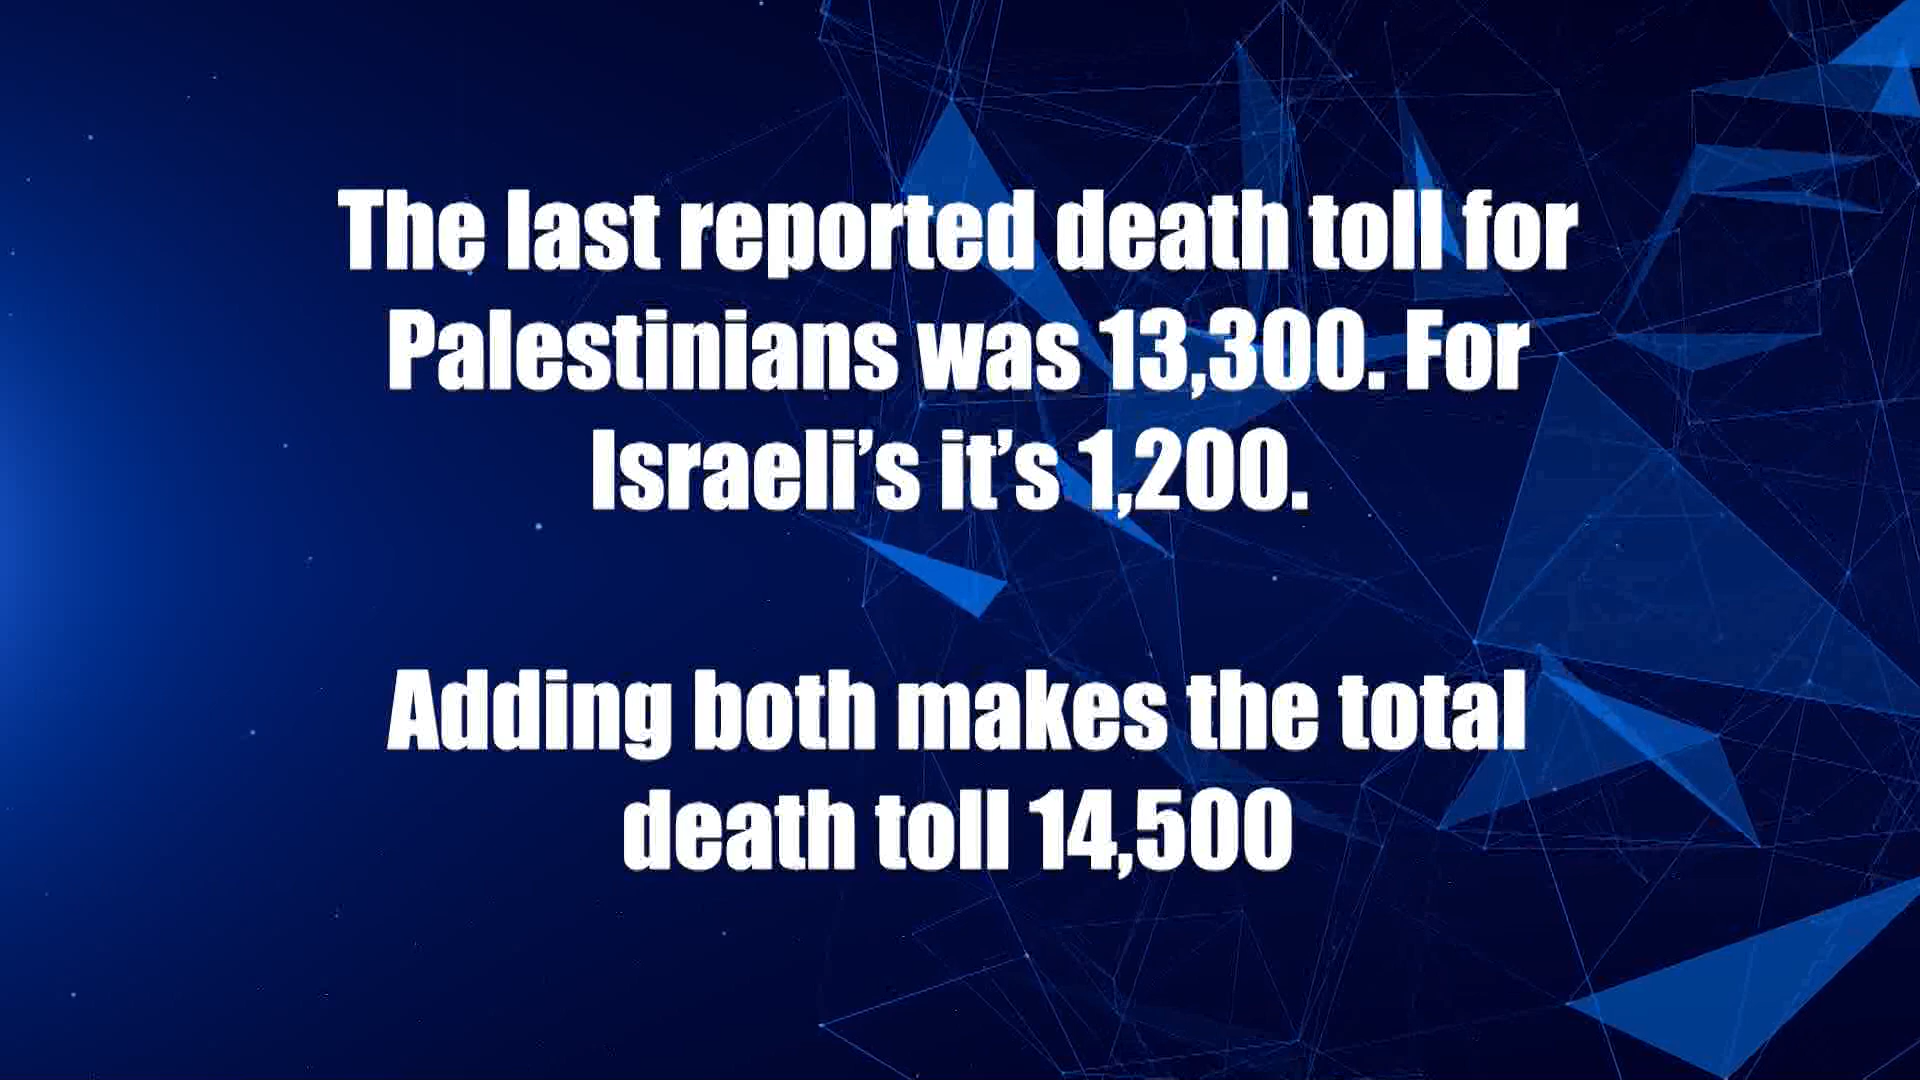 The last reported death toll for
Palestinians was 13,300. For
Israeli’s it’s 1,200.
Adding both makes the total
death toll 14,500